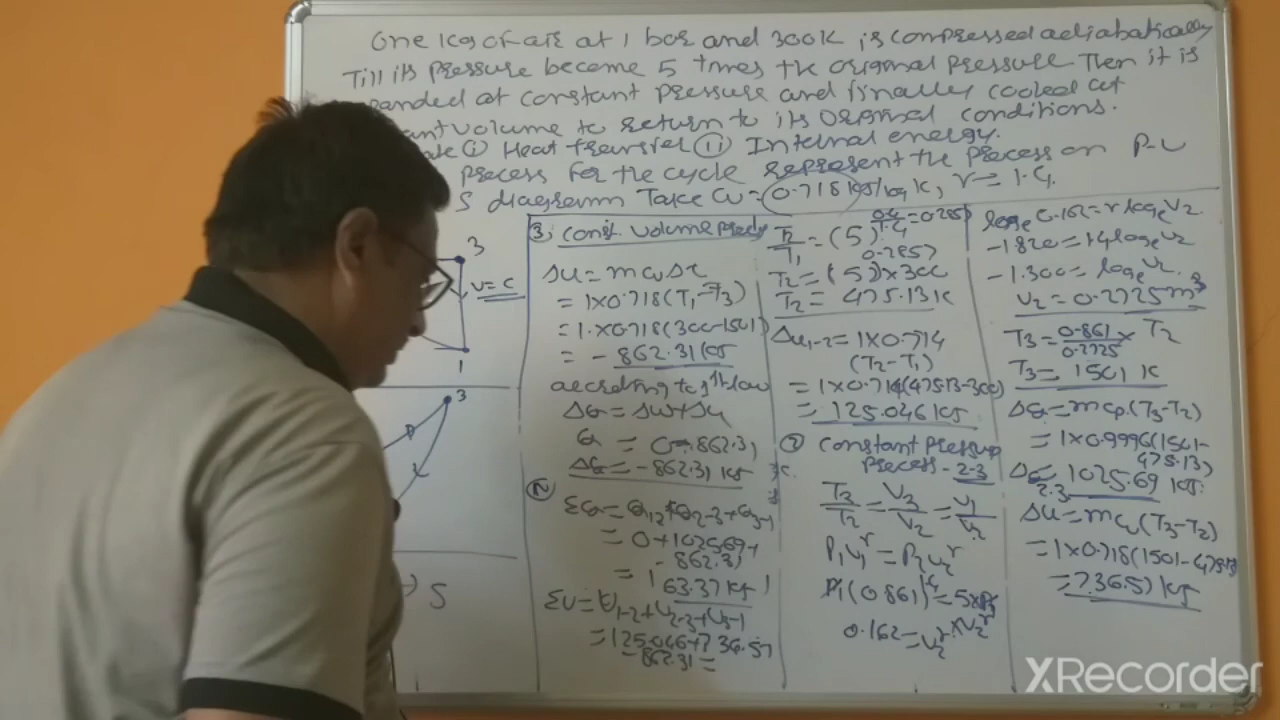 One kg of air at 1 bar and 300K is compressed adiabatically
Till its pressure become 5 times the original pressure Then it is
panded at constant pressure and finally cooled at
ant volume to return to its original conditions.
ate (i) Heat transfer (ii) Internal energy.
process for the cycle represent the process on P-V
S diagram Take Cv = 0.718 kJ/kg K, r = 1.4.
3
V=C
1
3
P
S
③ const. volume process
Δu = mcvΔt
= 1×0.718(T1-T3)
= 1×0.718(300-1501)
= -862.31 KJ
according to 1st law
ΔQ = Δw+Δu
Q = 0-862.31
ΔQ = -862.31 KJ
ΣQ = Q12+Q2-3+Q3-1
= 0+1025.69+
-862.31
= 163.37 KJ
ΣU = U1-2+U2-3+U3-1
= 125.046+736.57
-862.31 =
T2/T1 = (5) 0.4/1.4 = 0.2857
T2 = (5)0.2857×300
T2 = 475.13 K
Δu1-2 = 1×0.714
(T2-T1)
= 1×0.714(475.13-300)
= 125.046 KJ
② Constant pressure
process-2-3
T3/T2 = V3/V2 = V1/V2
P1V1^r = P2V2^r
P1(0.861)1.4 = 5×P1
×V2^r
0.162 = V2^r
loge 0.162 = r loge V2.
-1.820 = 1.4 loge V2
-1.300 = loge V2.
V2 = 0.2725 m3
T3 = 0.861/0.2725 × T2
T3 = 1501 K
ΔQ = mcp.(T3-T2)
= 1×0.9996(1501-
475.13)
ΔQ2-3 = 1025.69 KJ.
Δu = mcv(T3-T2)
= 1×0.718(1501-475.13)
= 736.57 KJ
XRecorder